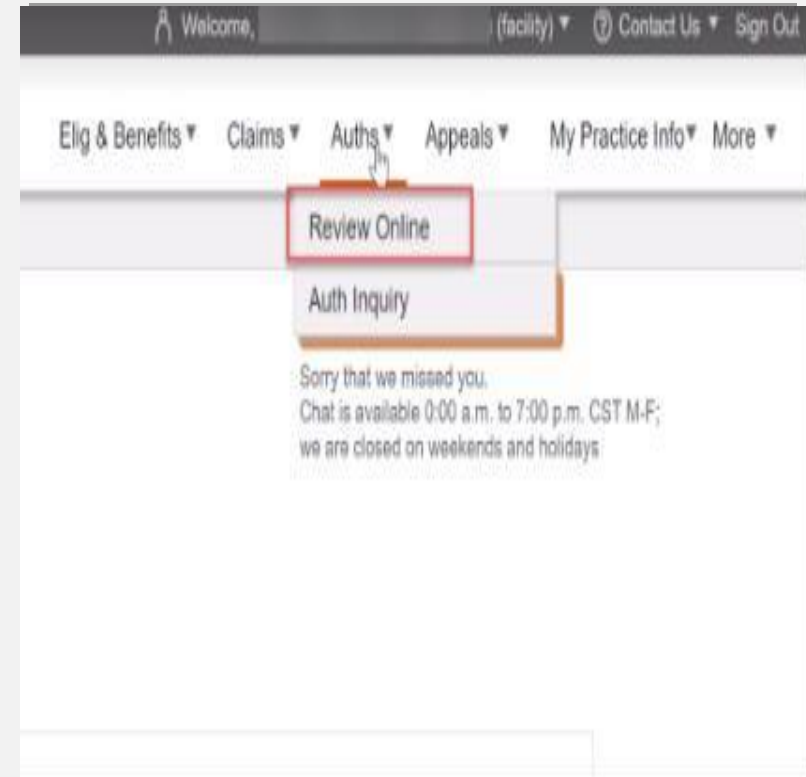 Welcome, (facility) Contact Us Sign Out
Elig & Benefits Claims Auths Appeals My Practice Info More
Review Online
Auth Inquiry
Sorry that we missed you.
Chat is available 0:00 a.m. to 7:00 p.m. CST M-F;
we are closed on weekends and holidays